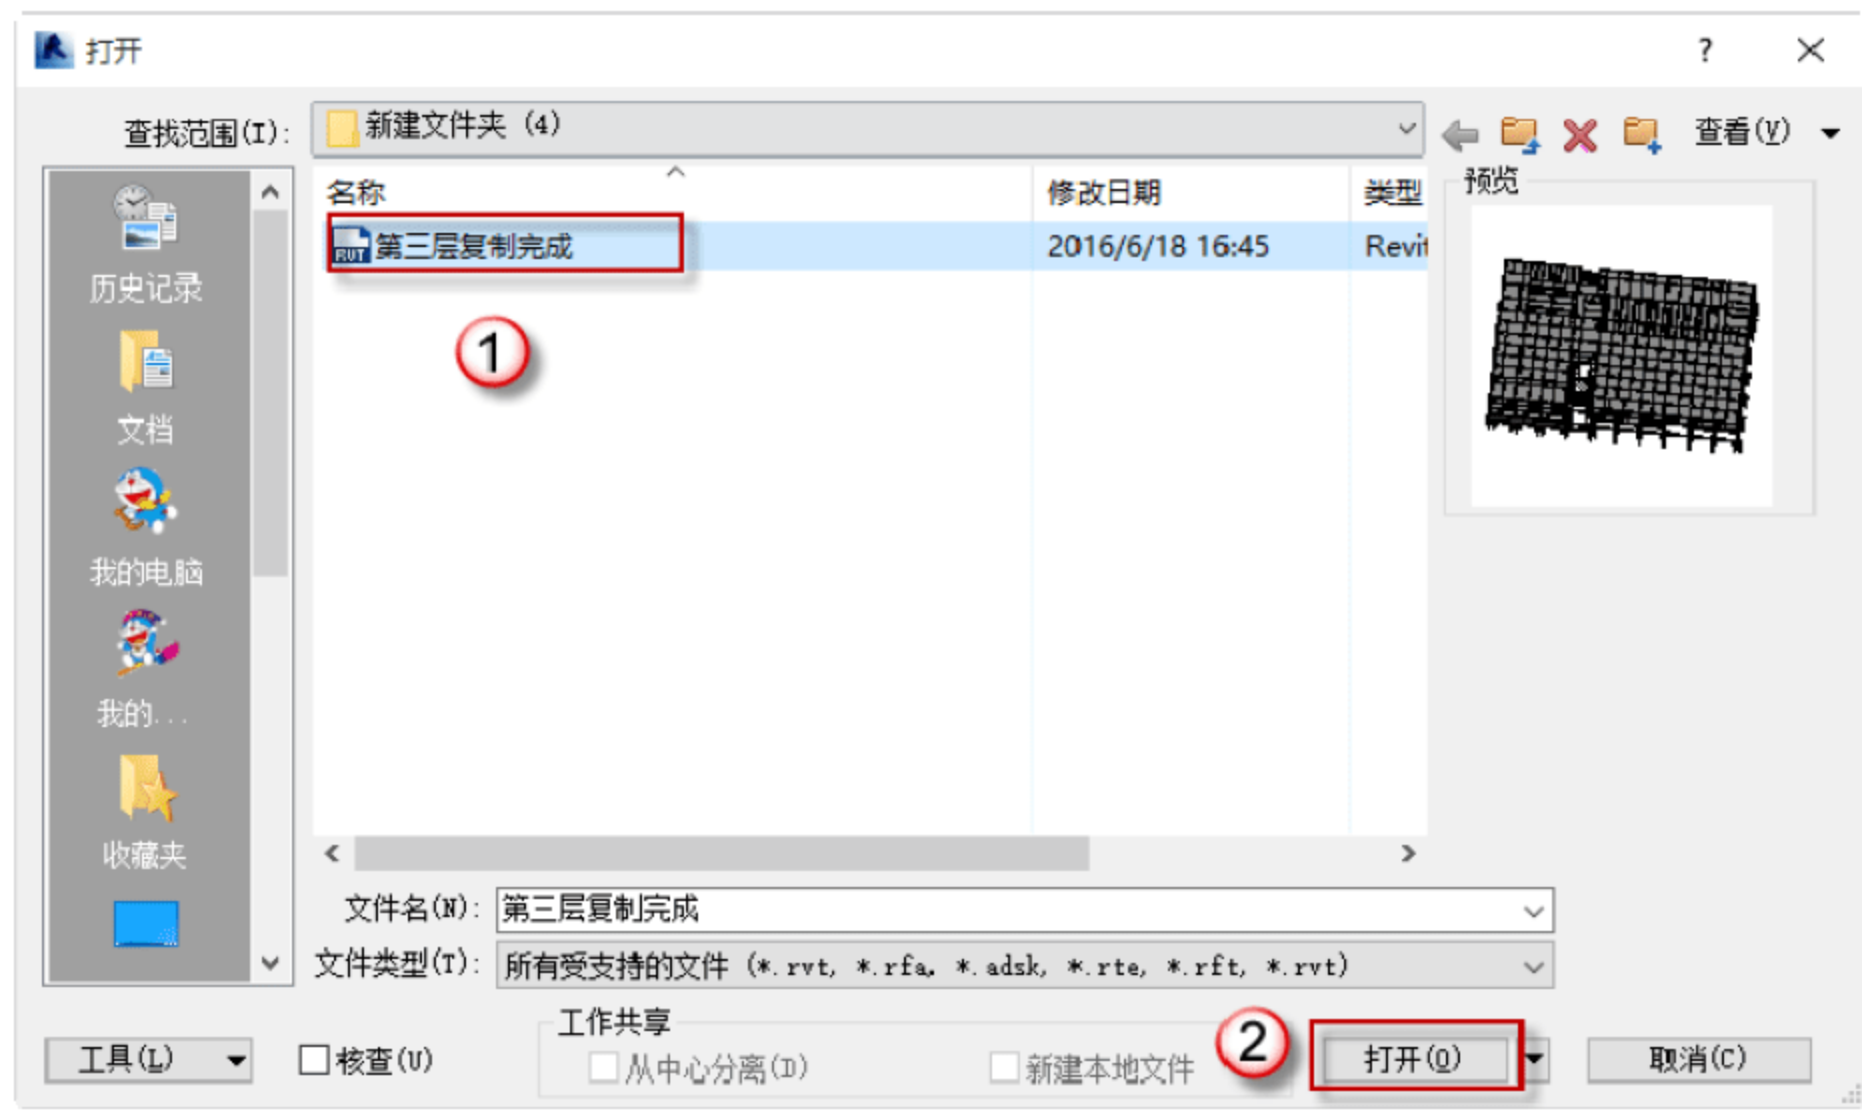 打开
?
查找范围(I):
新建文件夹 (4)
查看(V)
预览
名称
修改日期
类型
RVT 第三层复制完成
2016/6/18 16:45
Revit
1
历史记录
文档
我的电脑
我的...
收藏夹
文件名(N):
第三层复制完成
文件类型(T):
所有受支持的文件 (*.rvt, *.rfa, *.adsk, *.rte, *.rft, *.rvt)
工具(L)
核查(U)
工作共享
从中心分离(D)
新建本地文件
2
打开(O)
取消(C)